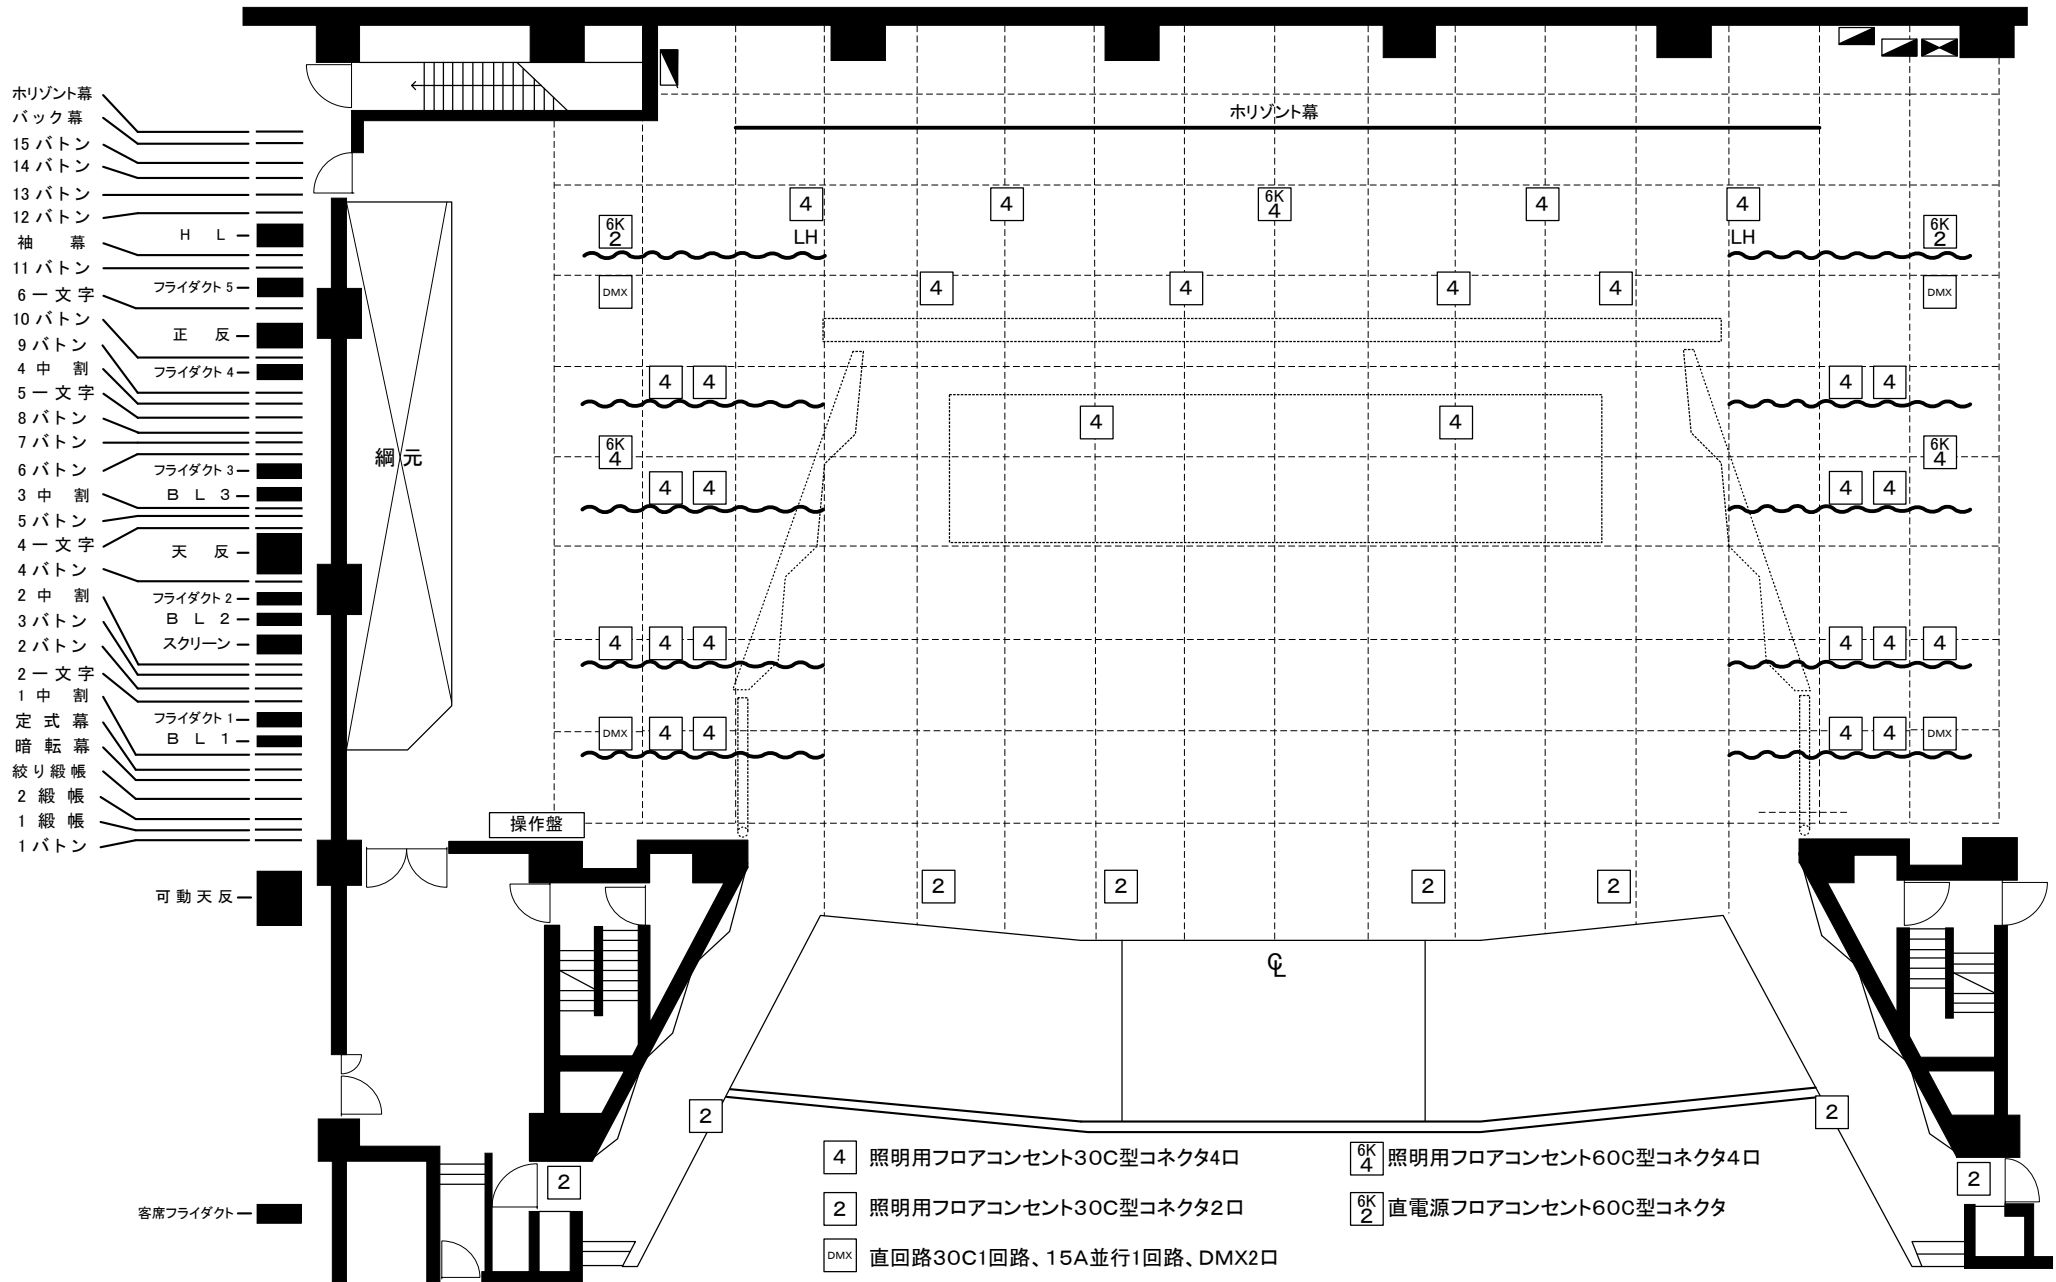 ホリゾント幕
バック幕
15バトン
14バトン
13バトン
12バトン
袖 幕
11バトン
6一文字
10バトン
9バトン
4中 割
5一文字
8バトン
7バトン
6バトン
3中 割
5バトン
4一文字
4バトン
2中 割
3バトン
2バトン
2一文字
1中 割
定式幕
暗転幕
絞り緞帳
2緞帳
1緞帳
1バトン
H L
フライダクト5
正 反
フライダクト4
フライダクト3
BL3
天 反
フライダクト2
BL2
スクリーン
フライダクト1
BL1
可動天反
客席フライダクト
綱元
操作盤
ホリゾント幕
4 4 6K 4 4 4
6K 2 LH LH 6K 2
DMX 4 4 4 4 DMX
4 4 4 4
4 4
6K 4 6K 4
4 4 4 4
4 4 4 4 4 4
DMX 4 4 4 4 DMX
2 2 2 2
℄
2 2
2 2
4 照明用フロアコンセント30C型コネクタ4口
2 照明用フロアコンセント30C型コネクタ2口
DMX 直回路30C1回路、15A並行1回路、DMX2口
6K 4 照明用フロアコンセント60C型コネクタ4口
6K 2 直電源フロアコンセント60C型コネクタ